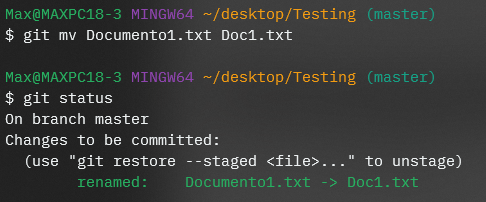 Max@MAXPC18-3 MINGW64 ~/desktop/Testing (master)
$ git mv Documento1.txt Doc1.txt

Max@MAXPC18-3 MINGW64 ~/desktop/Testing (master)
$ git status
On branch master
Changes to be committed:
  (use "git restore --staged <file>..." to unstage)
        renamed:    Documento1.txt -> Doc1.txt